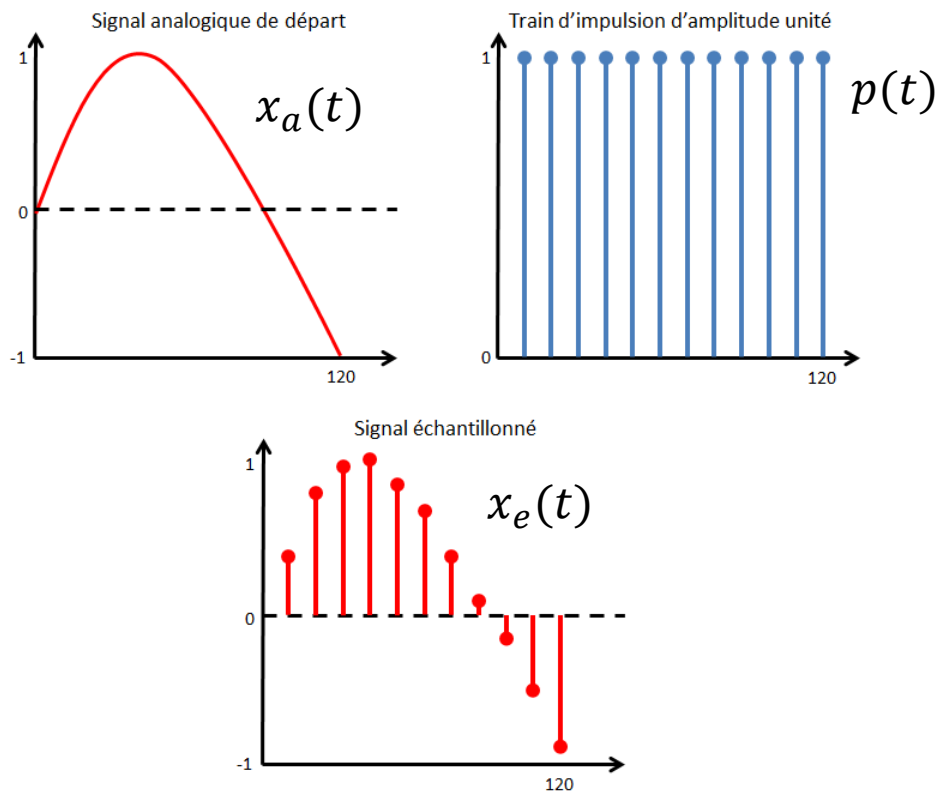 Signal analogique de départ
1
x_a(t)
0
-1
120
Train d'impulsion d'amplitude unité
1
p(t)
0
120
Signal échantillonné
1
x_e(t)
0
-1
120